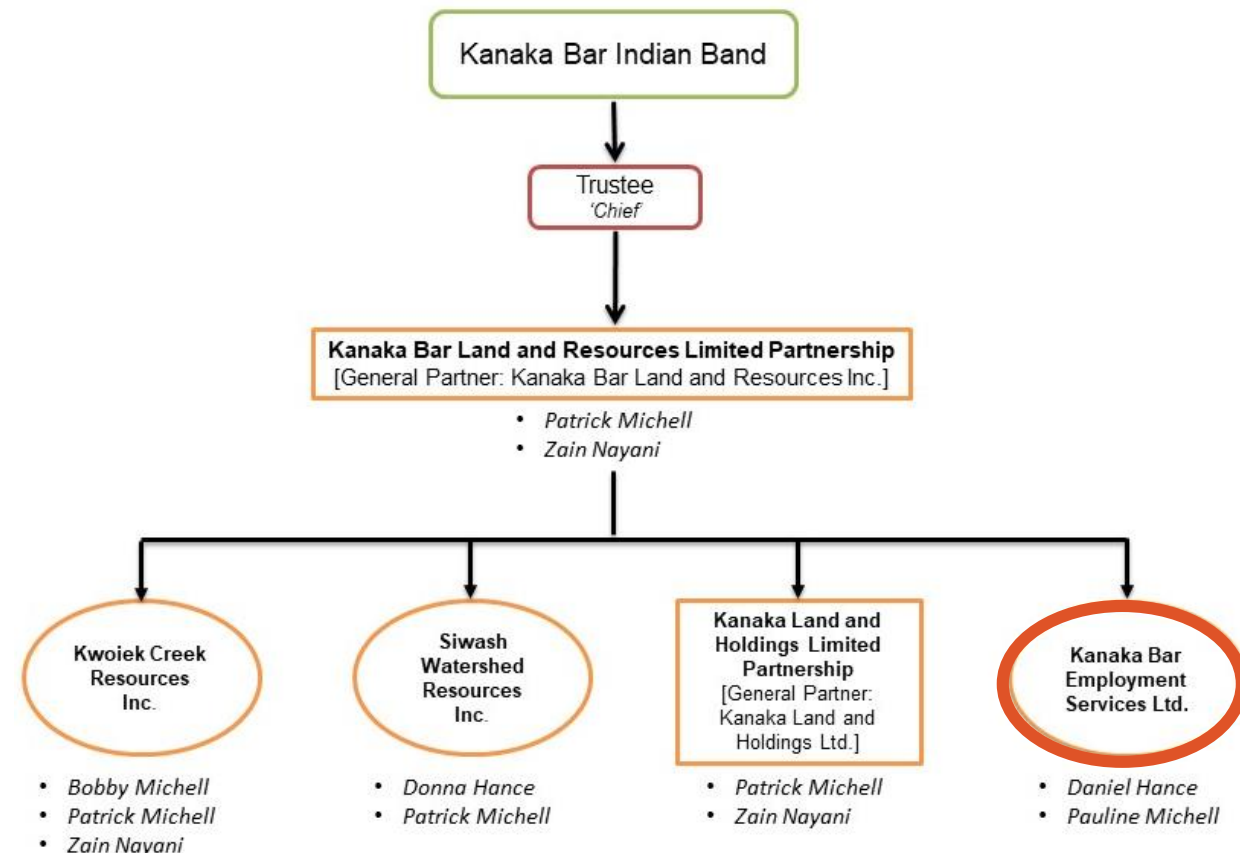 Kanaka Bar Indian Band
Trustee
‘Chief’
Kanaka Bar Land and Resources Limited Partnership
[General Partner: Kanaka Bar Land and Resources Inc.]
• Patrick Michell
• Zain Nayani
Kwoiek Creek
Resources
Inc.
• Bobby Michell
• Patrick Michell
• Zain Nayani
Siwash
Watershed
Resources
Inc.
• Donna Hance
• Patrick Michell
Kanaka Land and
Holdings Limited
Partnership
[General Partner:
Kanaka Land and
Holdings Ltd.]
• Patrick Michell
• Zain Nayani
Kanaka Bar
Employment
Services Ltd.
• Daniel Hance
• Pauline Michell